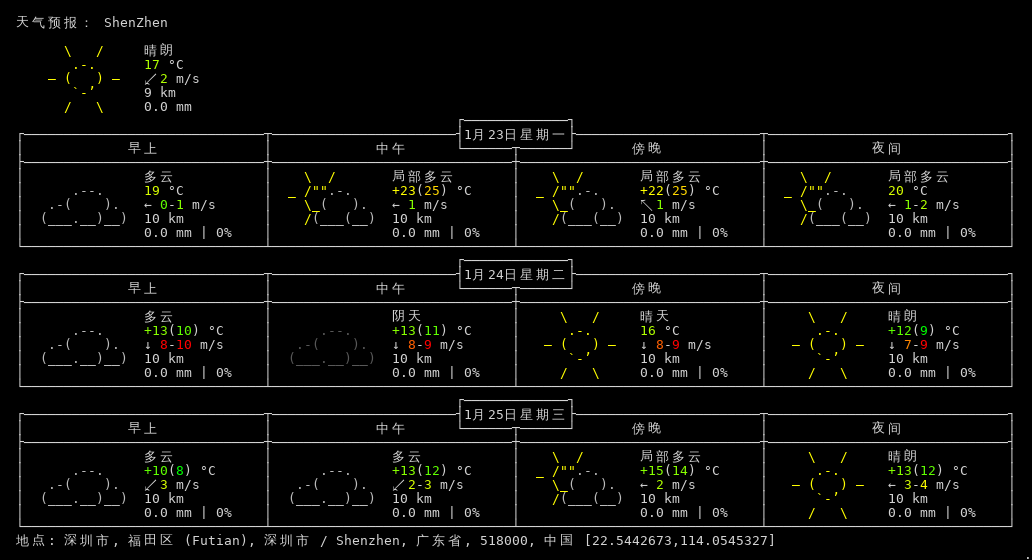 天气预报： ShenZhen
晴朗
17 °C
↙ 2 m/s
9 km
0.0 mm
1月23日星期一
早上 中午 傍晚 夜间
多云 局部多云 局部多云 局部多云
19 °C +23(25) °C +22(25) °C 20 °C
← 0-1 m/s ← 1 m/s ↖ 1 m/s ← 1-2 m/s
10 km 10 km 10 km 10 km
0.0 mm | 0% 0.0 mm | 0% 0.0 mm | 0% 0.0 mm | 0%
1月24日星期二
早上 中午 傍晚 夜间
多云 阴天 晴天 晴朗
+13(10) °C +13(11) °C 16 °C +12(9) °C
↓ 8-10 m/s ↓ 8-9 m/s ↓ 8-9 m/s ↓ 7-9 m/s
10 km 10 km 10 km 10 km
0.0 mm | 0% 0.0 mm | 0% 0.0 mm | 0% 0.0 mm | 0%
1月25日星期三
早上 中午 傍晚 夜间
多云 多云 局部多云 晴朗
+10(8) °C +13(12) °C +15(14) °C +13(12) °C
↙ 3 m/s ↙ 2-3 m/s ← 2 m/s ← 3-4 m/s
10 km 10 km 10 km 10 km
0.0 mm | 0% 0.0 mm | 0% 0.0 mm | 0% 0.0 mm | 0%
地点: 深圳市, 福田区 (Futian), 深圳市 / Shenzhen, 广东省, 518000, 中国 [22.5442673,114.0545327]